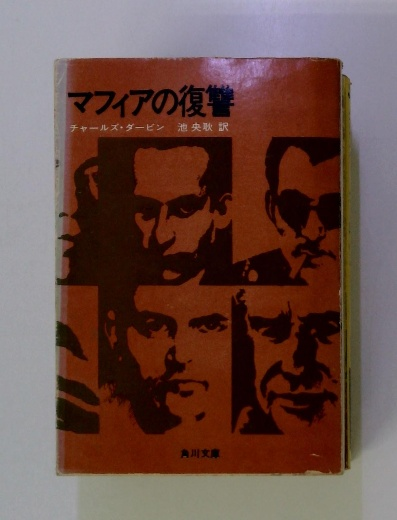 マフィアの復讐
チャールズ・ダービン 池央耿 訳
角川文庫